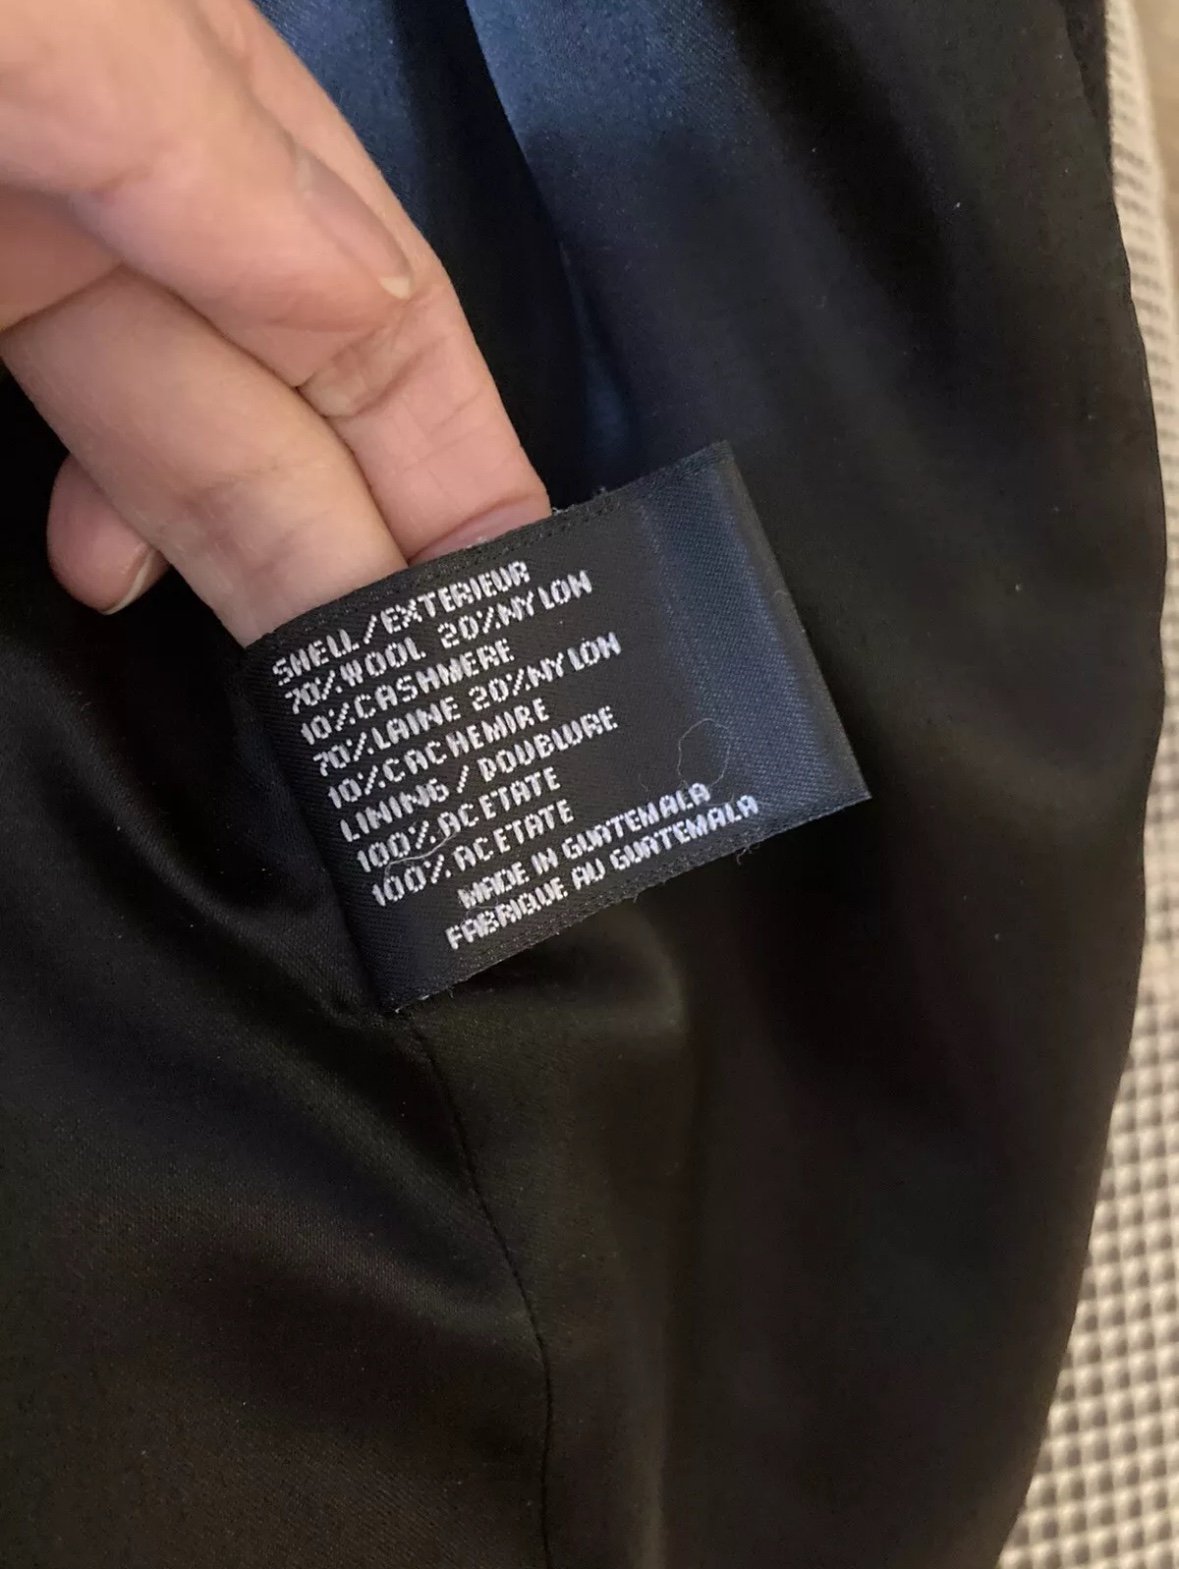 SHELL/EXTERIEUR
70%WOOL 20%NYLON
10%CASHMERE
70%LAINE 20%NYLON
10%CACHEMIRE
LINING/DOUBLURE
100%ACETATE
100%ACETATE
MADE IN GUATEMALA
FABRIQUE AU GUATEMALA